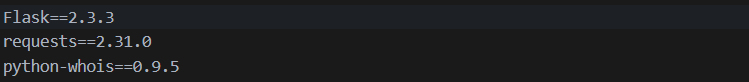 Flask==2.3.3
requests==2.31.0
python-whois==0.9.5